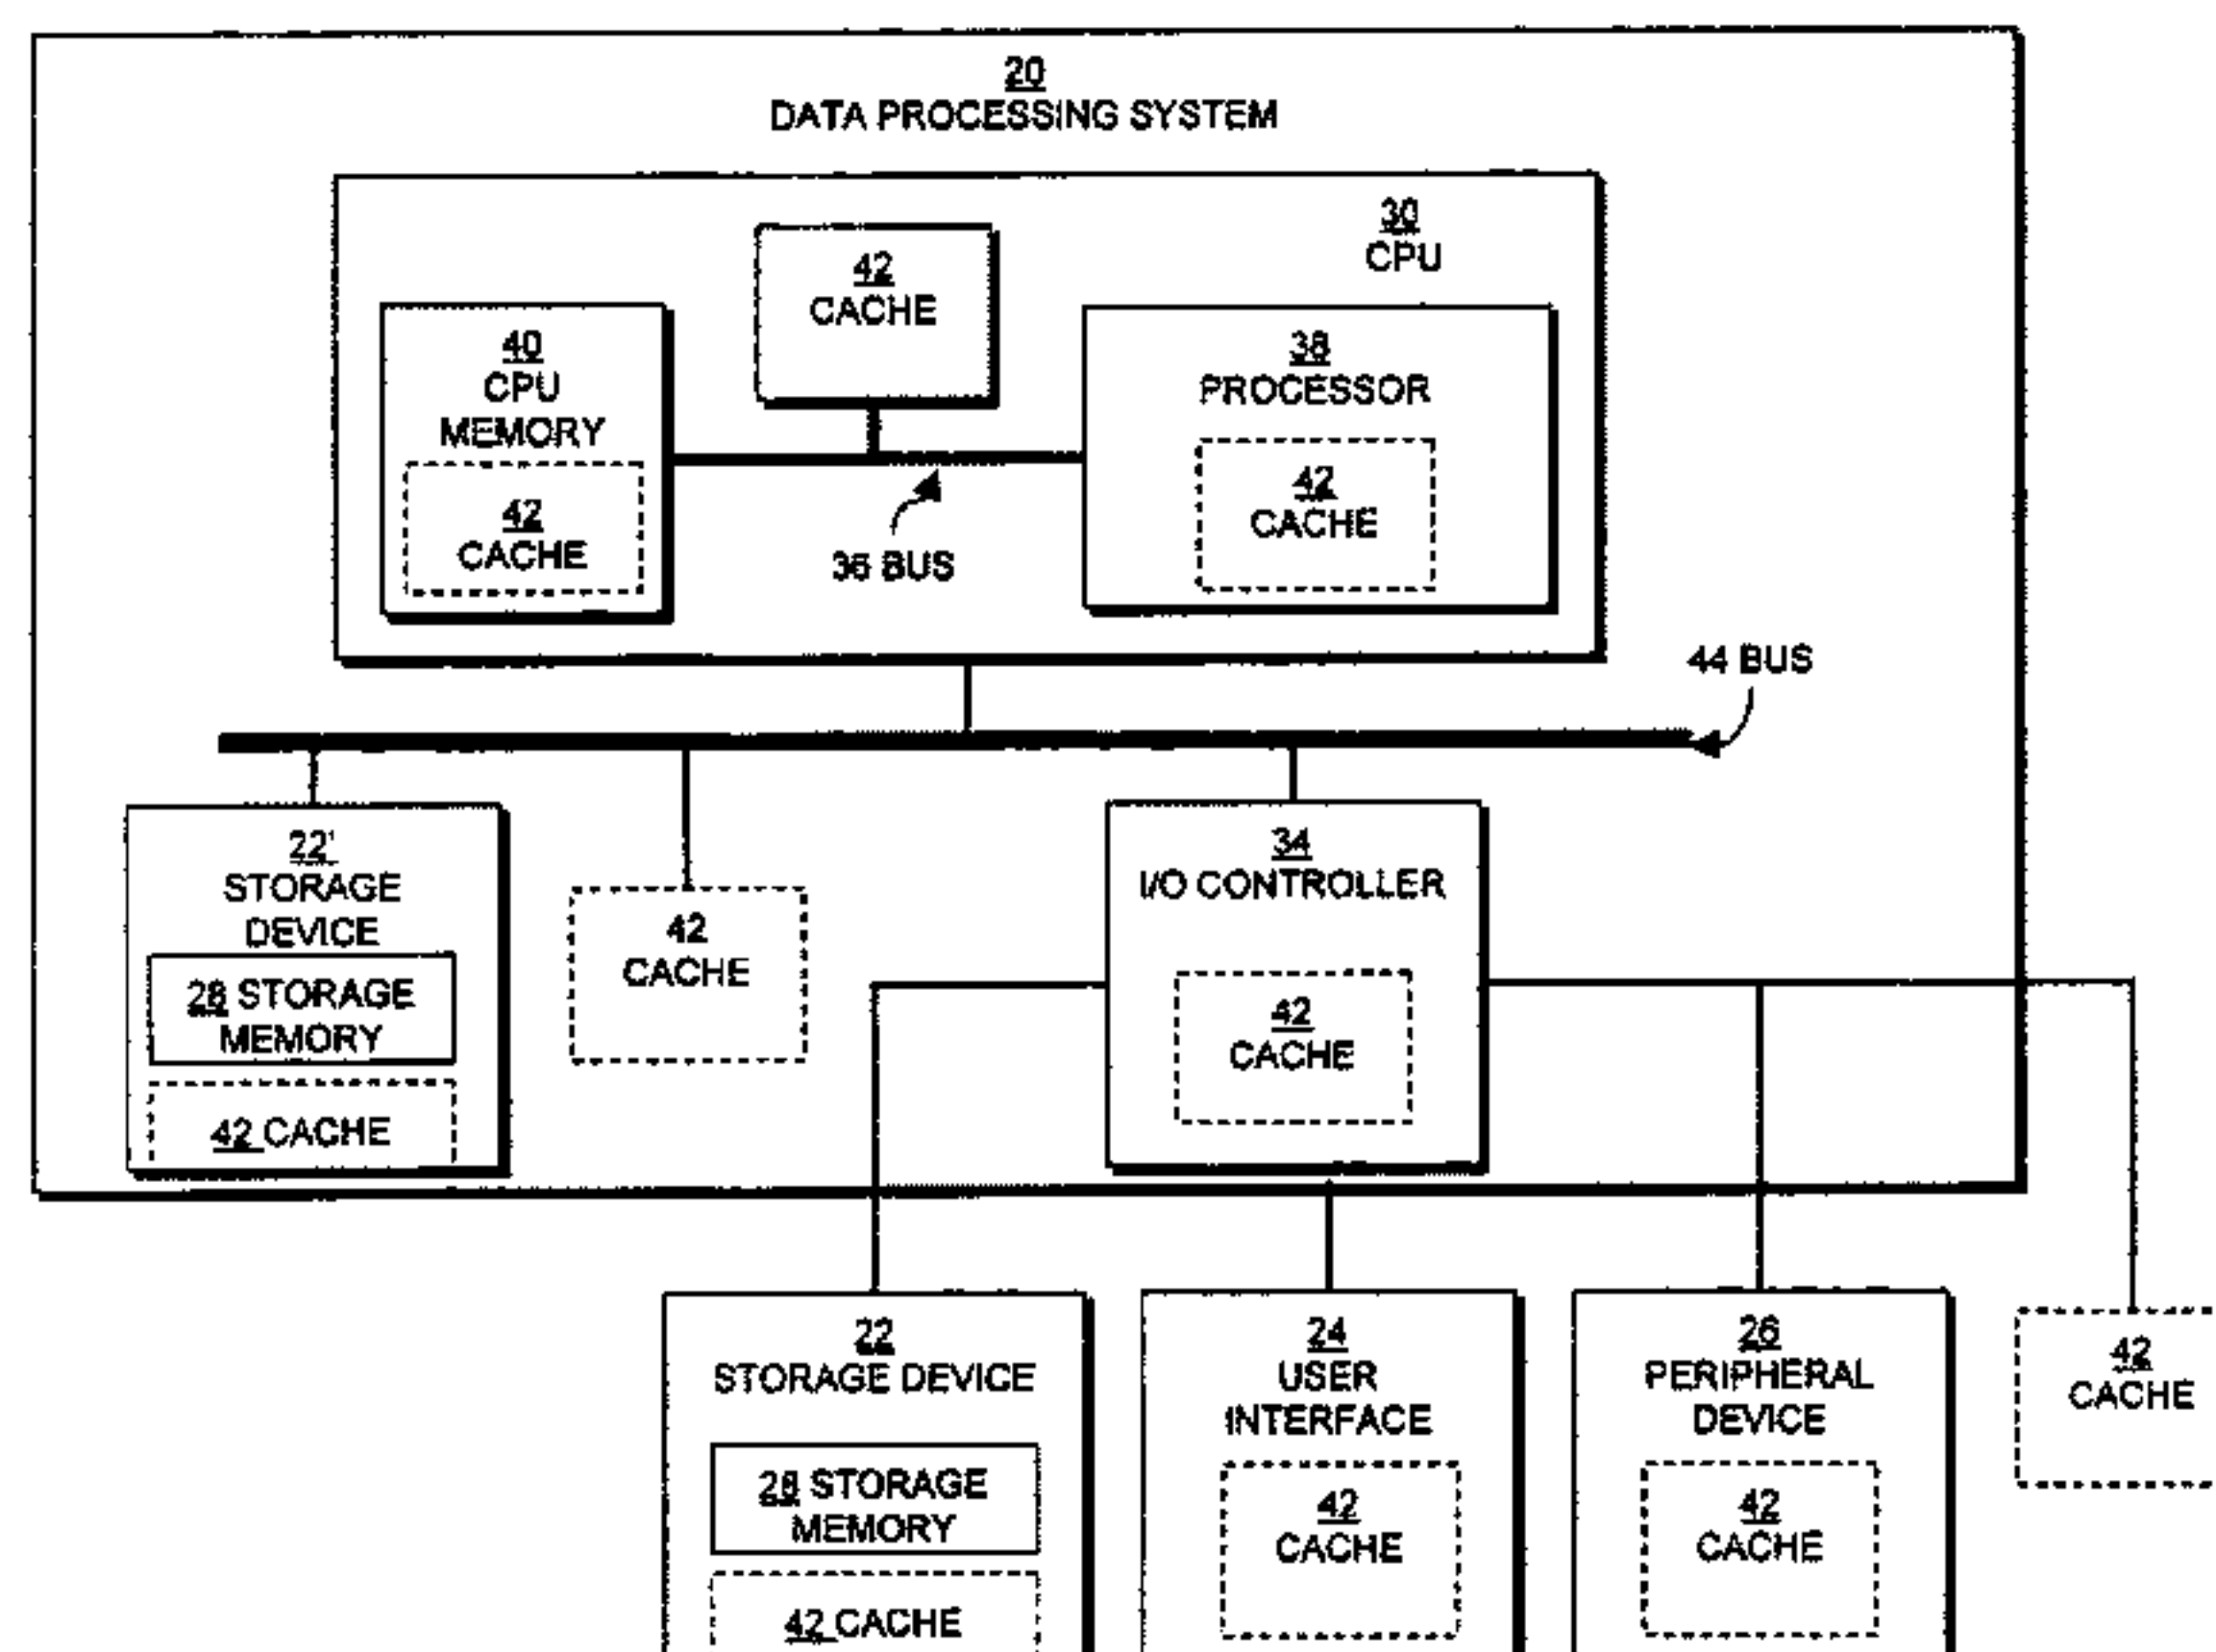 20
DATA PROCESSING SYSTEM
30
CPU
42
CACHE
40
CPU
MEMORY
42
CACHE
38
PROCESSOR
42
CACHE
36 BUS
44 BUS
22'
STORAGE
DEVICE
28 STORAGE
MEMORY
42 CACHE
42
CACHE
34
I/O CONTROLLER
42
CACHE
22
STORAGE DEVICE
28 STORAGE
MEMORY
42 CACHE
24
USER
INTERFACE
42
CACHE
26
PERIPHERAL
DEVICE
42
CACHE
42
CACHE